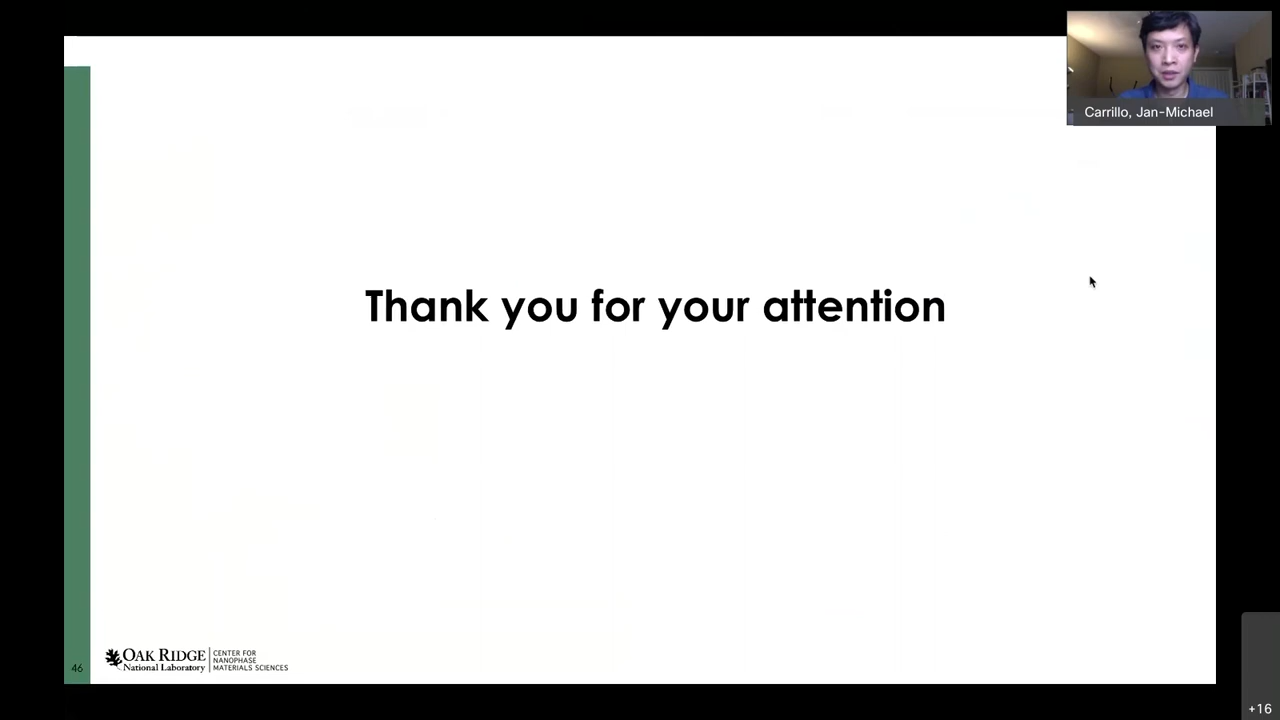 Carrillo, Jan-Michael
Thank you for your attention
46
OAK RIDGE
National Laboratory
CENTER FOR
NANOPHASE
MATERIALS SCIENCES
+16